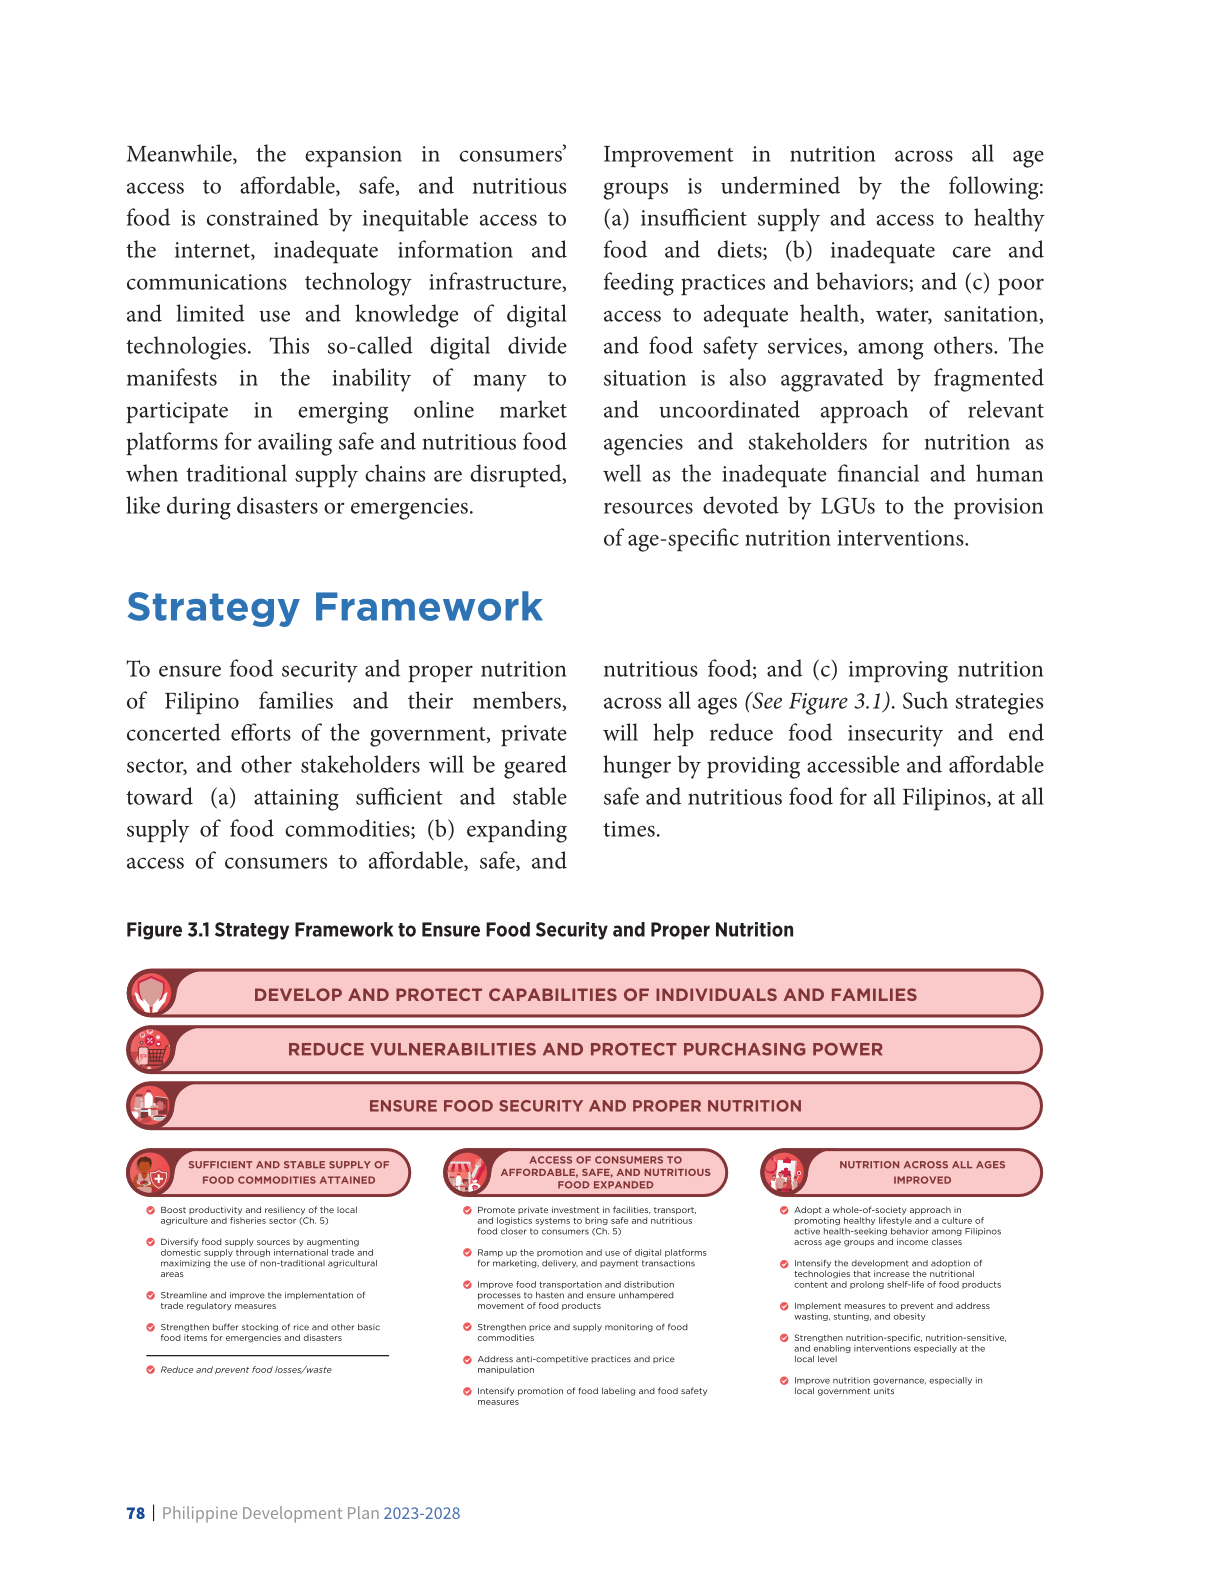 Meanwhile, the expansion in consumers’
access to affordable, safe, and nutritious
food is constrained by inequitable access to
the internet, inadequate information and
communications technology infrastructure,
and limited use and knowledge of digital
technologies. This so-called digital divide
manifests in the inability of many to
participate in emerging online market
platforms for availing safe and nutritious food
when traditional supply chains are disrupted,
like during disasters or emergencies.
Improvement in nutrition across all age
groups is undermined by the following:
(a) insufficient supply and access to healthy
food and diets; (b) inadequate care and
feeding practices and behaviors; and (c) poor
access to adequate health, water, sanitation,
and food safety services, among others. The
situation is also aggravated by fragmented
and uncoordinated approach of relevant
agencies and stakeholders for nutrition as
well as the inadequate financial and human
resources devoted by LGUs to the provision
of age-specific nutrition interventions.
Strategy Framework
To ensure food security and proper nutrition
of Filipino families and their members,
concerted efforts of the government, private
sector, and other stakeholders will be geared
toward (a) attaining sufficient and stable
supply of food commodities; (b) expanding
access of consumers to affordable, safe, and
nutritious food; and (c) improving nutrition
across all ages (See Figure 3.1). Such strategies
will help reduce food insecurity and end
hunger by providing accessible and affordable
safe and nutritious food for all Filipinos, at all
times.
Figure 3.1 Strategy Framework to Ensure Food Security and Proper Nutrition
DEVELOP AND PROTECT CAPABILITIES OF INDIVIDUALS AND FAMILIES
REDUCE VULNERABILITIES AND PROTECT PURCHASING POWER
ENSURE FOOD SECURITY AND PROPER NUTRITION
SUFFICIENT AND STABLE SUPPLY OF
FOOD COMMODITIES ATTAINED
Boost productivity and resiliency of the local
agriculture and fisheries sector (Ch. 5)
Diversify food supply sources by augmenting
domestic supply through international trade and
maximizing the use of non-traditional agricultural
areas
Streamline and improve the implementation of
trade regulatory measures
Strengthen buffer stocking of rice and other basic
food items for emergencies and disasters
Reduce and prevent food losses/waste
ACCESS OF CONSUMERS TO
AFFORDABLE, SAFE, AND NUTRITIOUS
FOOD EXPANDED
Promote private investment in facilities, transport,
and logistics systems to bring safe and nutritious
food closer to consumers (Ch. 5)
Ramp up the promotion and use of digital platforms
for marketing, delivery, and payment transactions
Improve food transportation and distribution
processes to hasten and ensure unhampered
movement of food products
Strengthen price and supply monitoring of food
commodities
Address anti-competitive practices and price
manipulation
Intensify promotion of food labeling and food safety
measures
NUTRITION ACROSS ALL AGES
IMPROVED
Adopt a whole-of-society approach in
promoting healthy lifestyle and a culture of
active health-seeking behavior among Filipinos
across age groups and income classes
Intensify the development and adoption of
technologies that increase the nutritional
content and prolong shelf-life of food products
Implement measures to prevent and address
wasting, stunting, and obesity
Strengthen nutrition-specific, nutrition-sensitive,
and enabling interventions especially at the
local level
Improve nutrition governance, especially in
local government units
78 | Philippine Development Plan 2023-2028